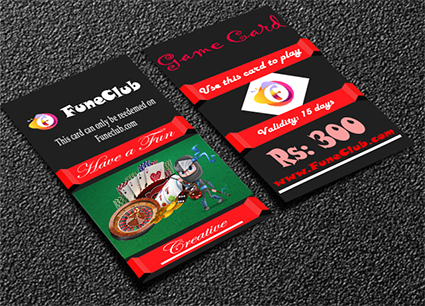 FuneClub
This card can only be reedemed on
Funeclub.com
Have a Fun
Creative
Game Card
Use this card to play
Validity: 15 days
Rs: 300
www.FuneClub.com